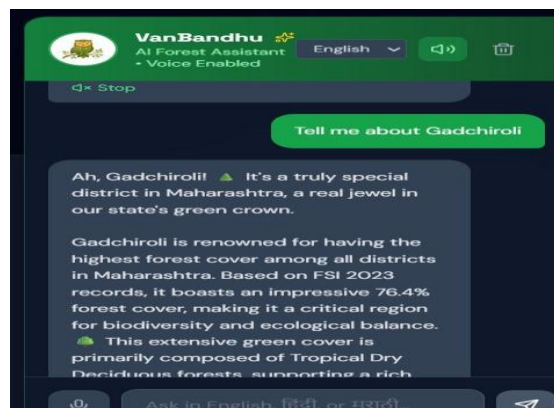 VanBandhu
AI Forest Assistant
• Voice Enabled
English
Stop
Tell me about Gadchiroli
Ah, Gadchiroli! It's a truly special
district in Maharashtra, a real jewel in
our state's green crown.
Gadchiroli is renowned for having the
highest forest cover among all districts
in Maharashtra. Based on FSI 2023
records, it boasts an impressive 76.4%
forest cover, making it a critical region
for biodiversity and ecological balance.
This extensive green cover is
primarily composed of Tropical Dry
Deciduous forests, supporting a rich
Ask in English, हिंदी, or मराठी...